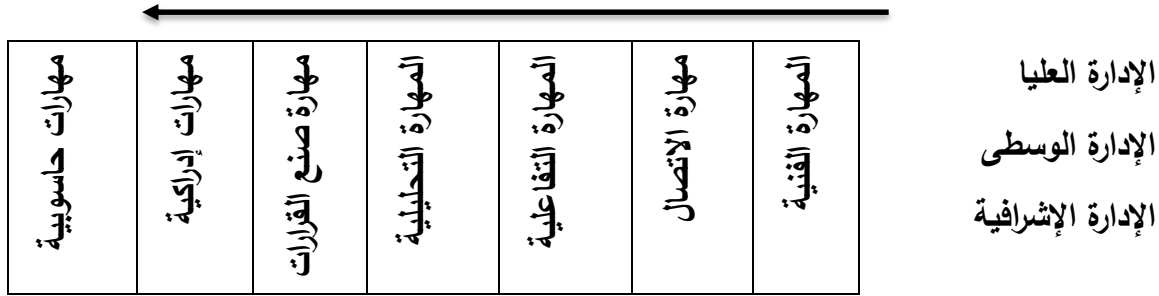 الإدارة العليا
الإدارة الوسطى
الإدارة الإشرافية
المهارة الفنية
مهارة الاتصال
المهارة التفاعلية
المهارة التحليلية
مهارة صنع القرارات
مهارات إدراكية
مهارات حاسوبية